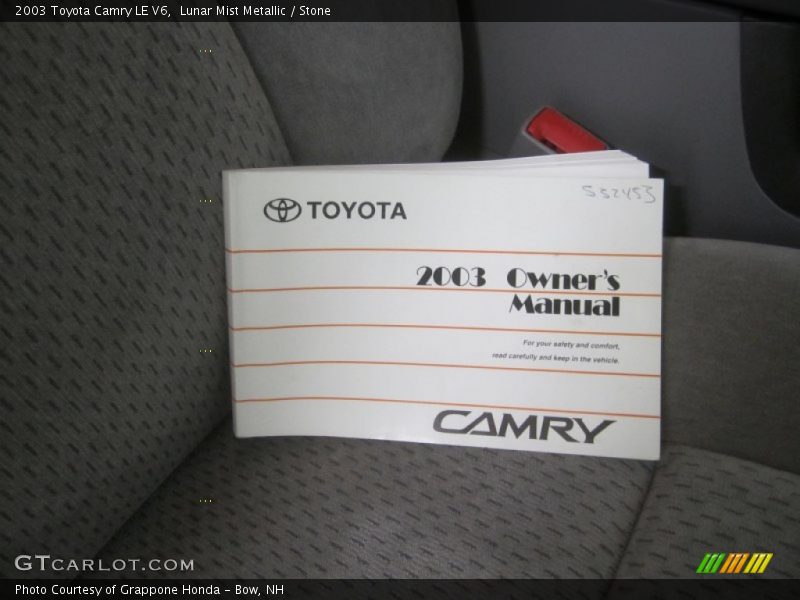 2003 Toyota Camry LE V6,  Lunar Mist Metallic / Stone
552453
TOYOTA
2003 Owner's
Manual
For your safety and comfort,
read carefully and keep in the vehicle.
CAMRY
GTCARLOT.COM
Photo Courtesy of Grappone Honda - Bow, NH